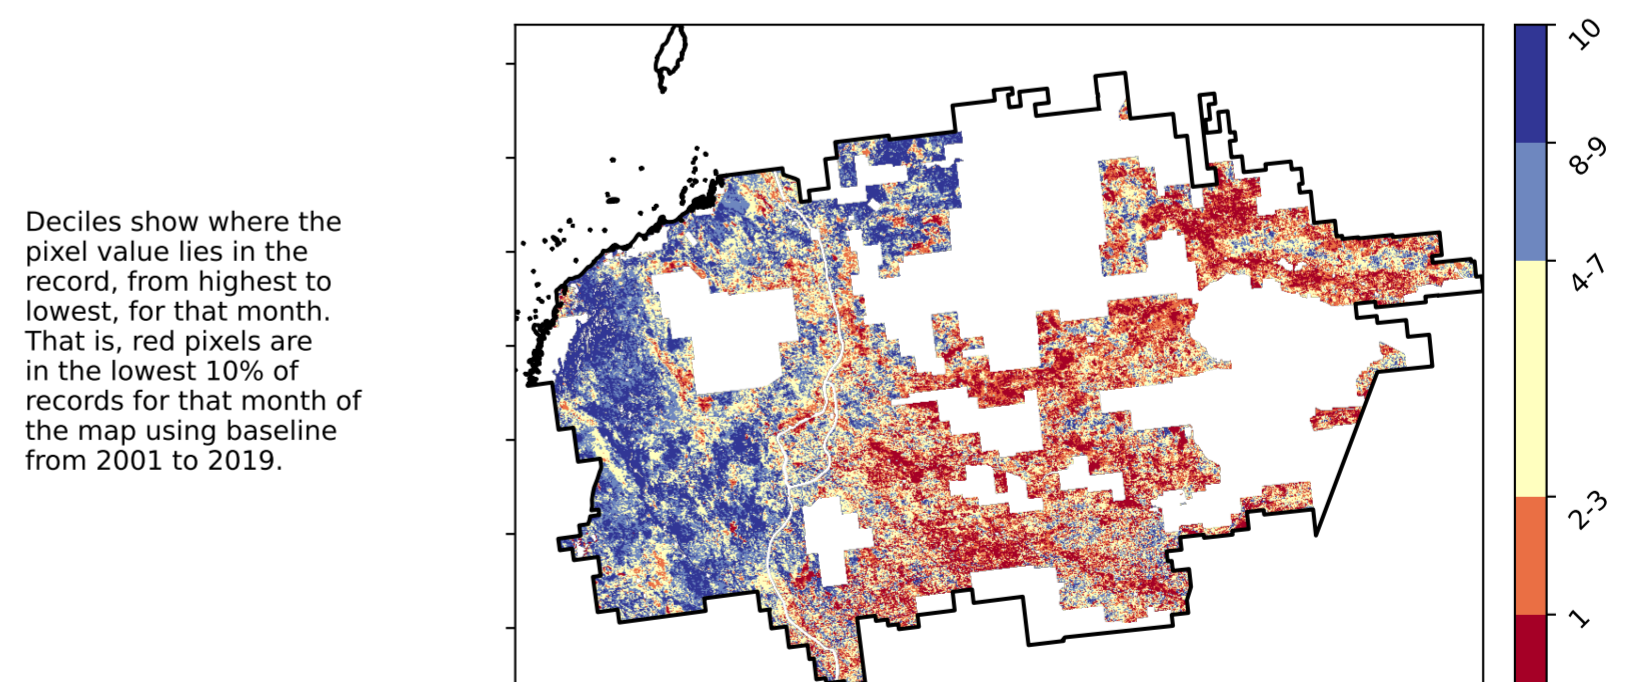 Deciles show where the
pixel value lies in the
record, from highest to
lowest, for that month.
That is, red pixels are
in the lowest 10% of
records for that month of
the map using baseline
from 2001 to 2019.
10
8-9
4-7
2-3
1